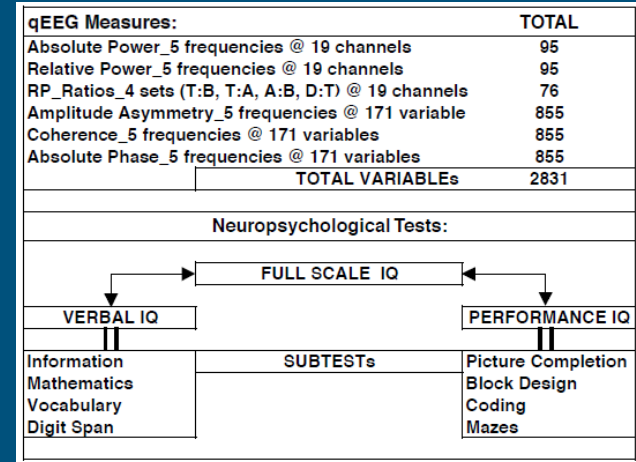 qEEG Measures: TOTAL
Absolute Power_5 frequencies @ 19 channels 95
Relative Power_5 frequencies @ 19 channels 95
RP_Ratios_4 sets (T:B, T:A, A:B, D:T) @ 19 channels 76
Amplitude Asymmetry_5 frequencies @ 171 variable 855
Coherence_5 frequencies @ 171 variables 855
Absolute Phase_5 frequencies @ 171 variables 855
TOTAL VARIABLEs 2831
Neuropsychological Tests:
FULL SCALE IQ
VERBAL IQ PERFORMANCE IQ
Information SUBTESTs Picture Completion
Mathematics Block Design
Vocabulary Coding
Digit Span Mazes